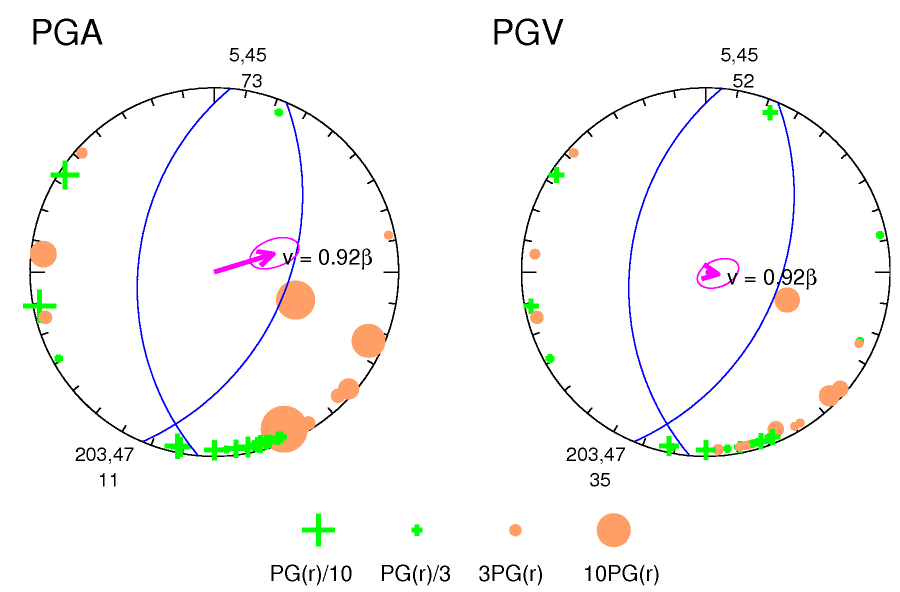 PGA
PGV
5,45
73
5,45
52
v = 0.92β
v = 0.92β
203,47
11
203,47
35
PG(r)/10
PG(r)/3
3PG(r)
10PG(r)